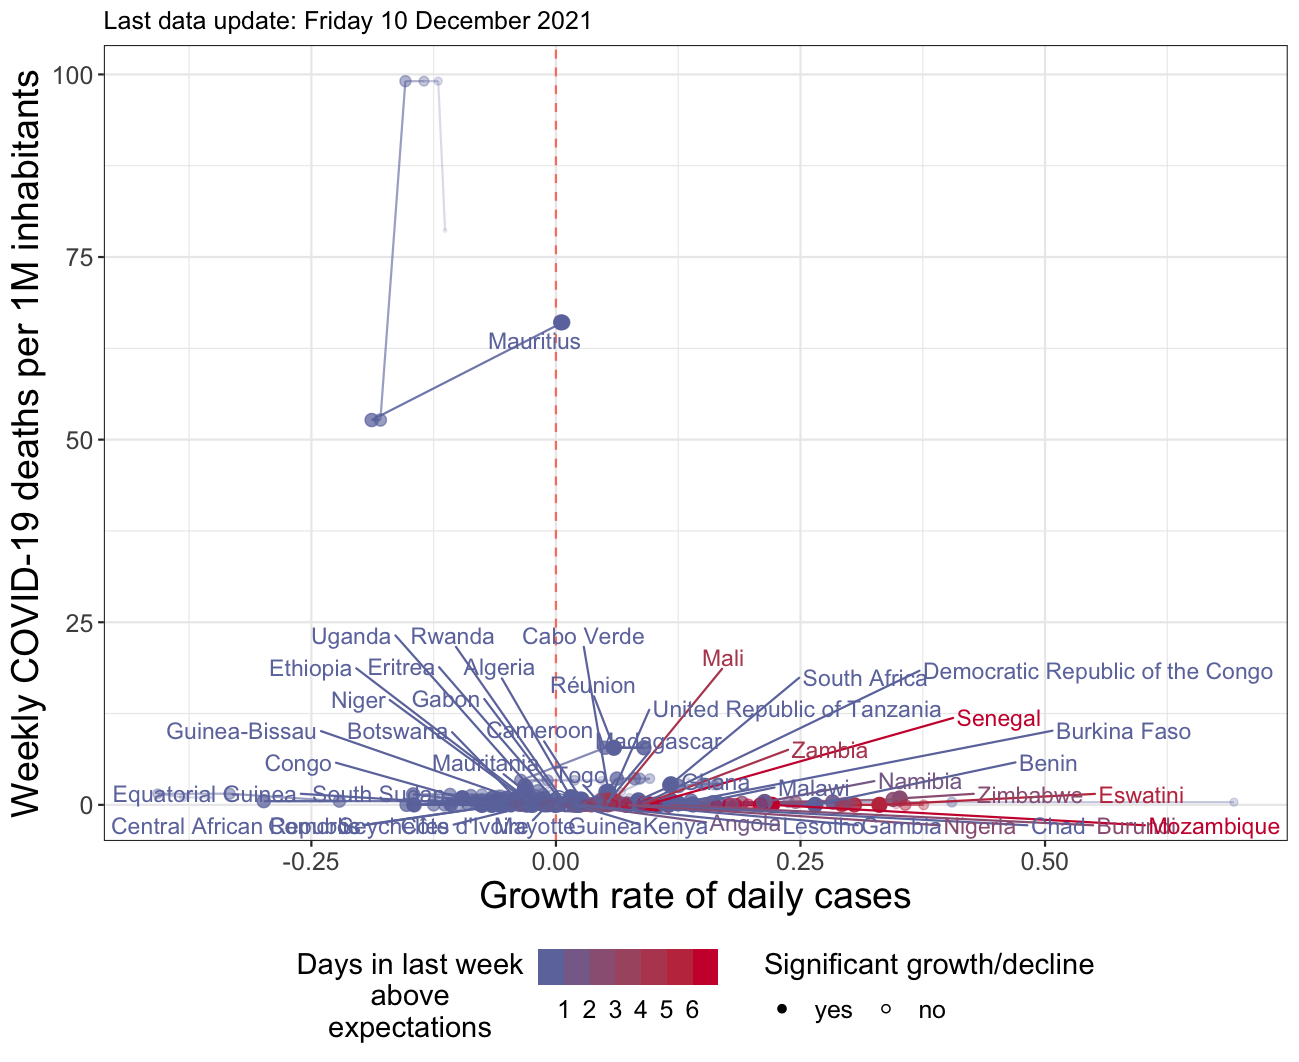 Last data update: Friday 10 December 2021
Weekly COVID-19 deaths per 1M inhabitants
100
75
50
25
0
Mauritius
Uganda
Rwanda
Cabo Verde
Ethiopia
Eritrea
Algeria
Mali
South Africa
Democratic Republic of the Congo
Niger
Gabon
Réunion
United Republic of Tanzania
Senegal
Guinea-Bissau
Botswana
Cameroon
Madagascar
Zambia
Burkina Faso
Congo
Mauritania
Togo
Ghana
Malawi
Namibia
Benin
Equatorial Guinea
South Sudan
Zimbabwe
Eswatini
Central African Republic
Comoros
Seychelles
Côte d'Ivoire
Mayotte
Guinea
Kenya
Angola
Lesotho
Gambia
Nigeria
Chad
Burundi
Mozambique
-0.25
0.00
0.25
0.50
Growth rate of daily cases
Days in last week
above
expectations
1 2 3 4 5 6
Significant growth/decline
yes
no